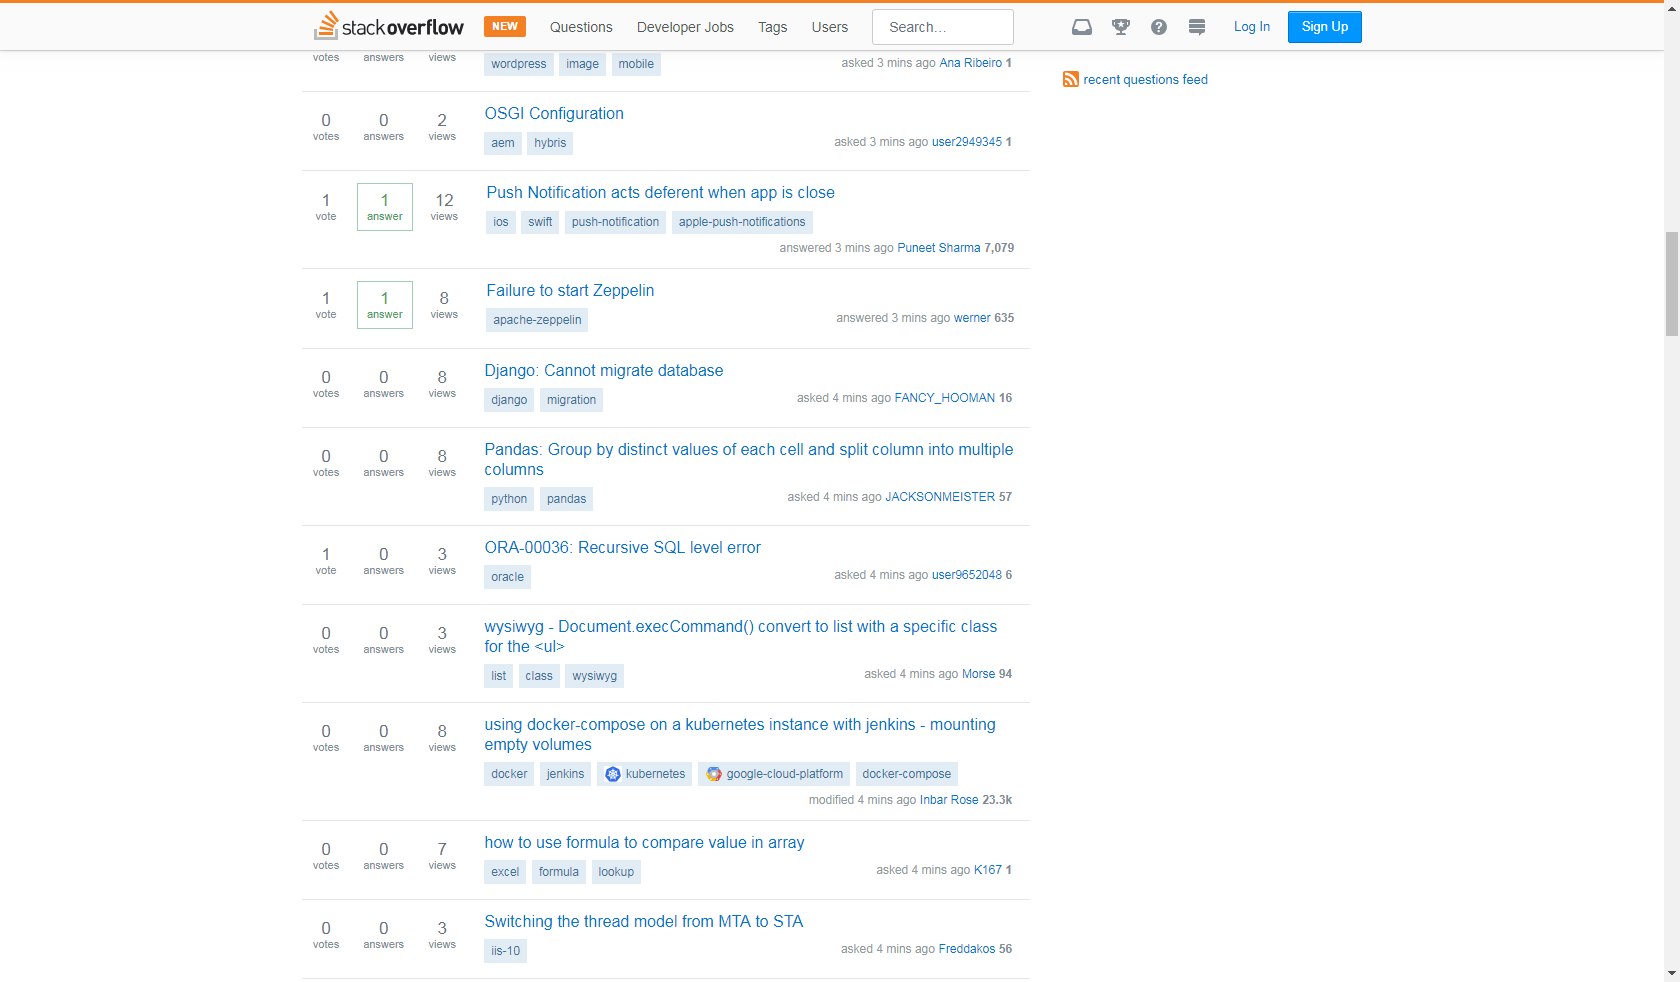 stackoverflow NEW Questions Developer Jobs Tags Users Search... Log In Sign Up
votes answers views
wordpress image mobile
asked 3 mins ago Ana Ribeiro 1
recent questions feed
0 votes 0 answers 2 views
OSGI Configuration
aem hybris
asked 3 mins ago user2949345 1
1 vote 1 answer 12 views
Push Notification acts deferent when app is close
ios swift push-notification apple-push-notifications
answered 3 mins ago Puneet Sharma 7,079
1 vote 1 answer 8 views
Failure to start Zeppelin
apache-zeppelin
answered 3 mins ago werner 635
0 votes 0 answers 8 views
Django: Cannot migrate database
django migration
asked 4 mins ago FANCY_HOOMAN 16
0 votes 0 answers 8 views
Pandas: Group by distinct values of each cell and split column into multiple
columns
python pandas
asked 4 mins ago JACKSONMEISTER 57
1 vote 0 answers 3 views
ORA-00036: Recursive SQL level error
oracle
asked 4 mins ago user9652048 6
0 votes 0 answers 3 views
wysiwyg - Document.execCommand() convert to list with a specific class
for the <ul>
list class wysiwyg
asked 4 mins ago Morse 94
0 votes 0 answers 8 views
using docker-compose on a kubernetes instance with jenkins - mounting
empty volumes
docker jenkins kubernetes google-cloud-platform docker-compose
modified 4 mins ago Inbar Rose 23.3k
0 votes 0 answers 7 views
how to use formula to compare value in array
excel formula lookup
asked 4 mins ago K167 1
0 votes 0 answers 3 views
Switching the thread model from MTA to STA
iis-10
asked 4 mins ago Freddakos 56